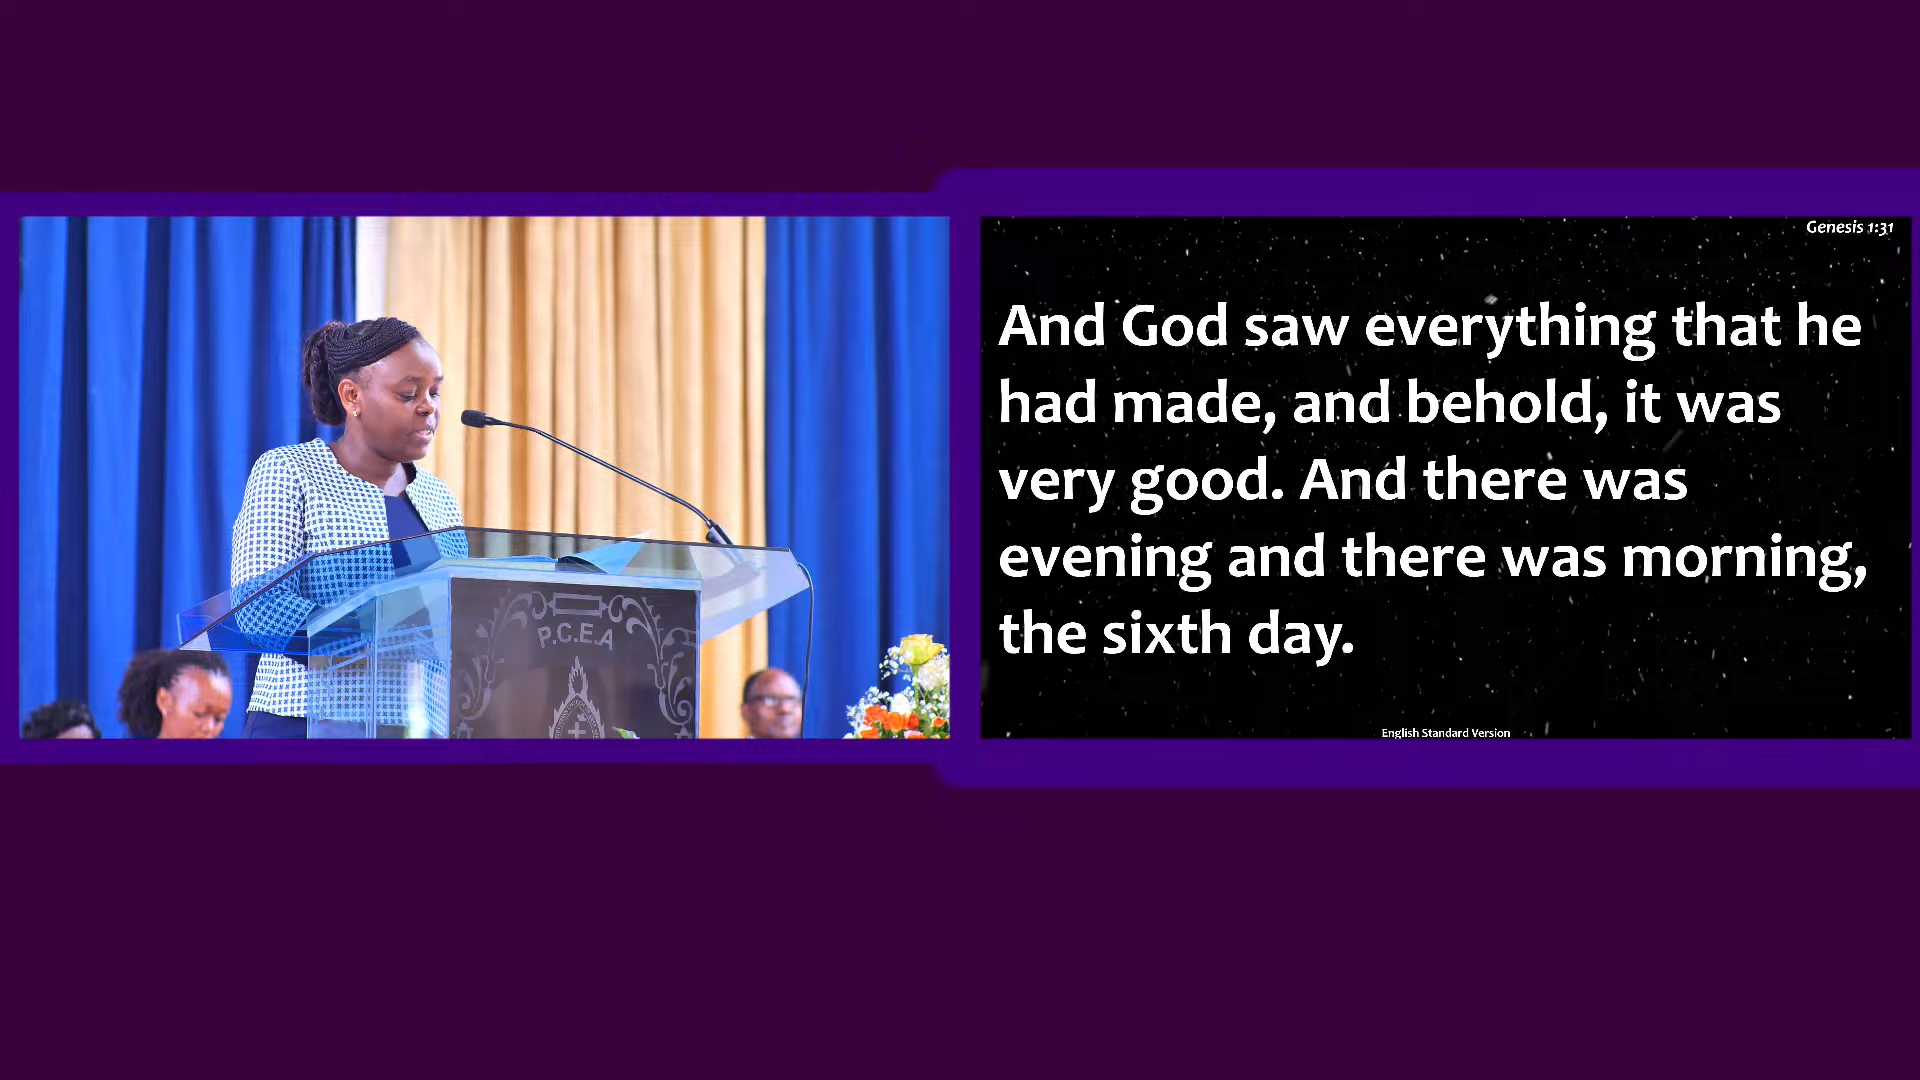 P.C.E.A
Genesis 1:31
And God saw everything that he
had made, and behold, it was
very good. And there was
evening and there was morning,
the sixth day.
English Standard Version